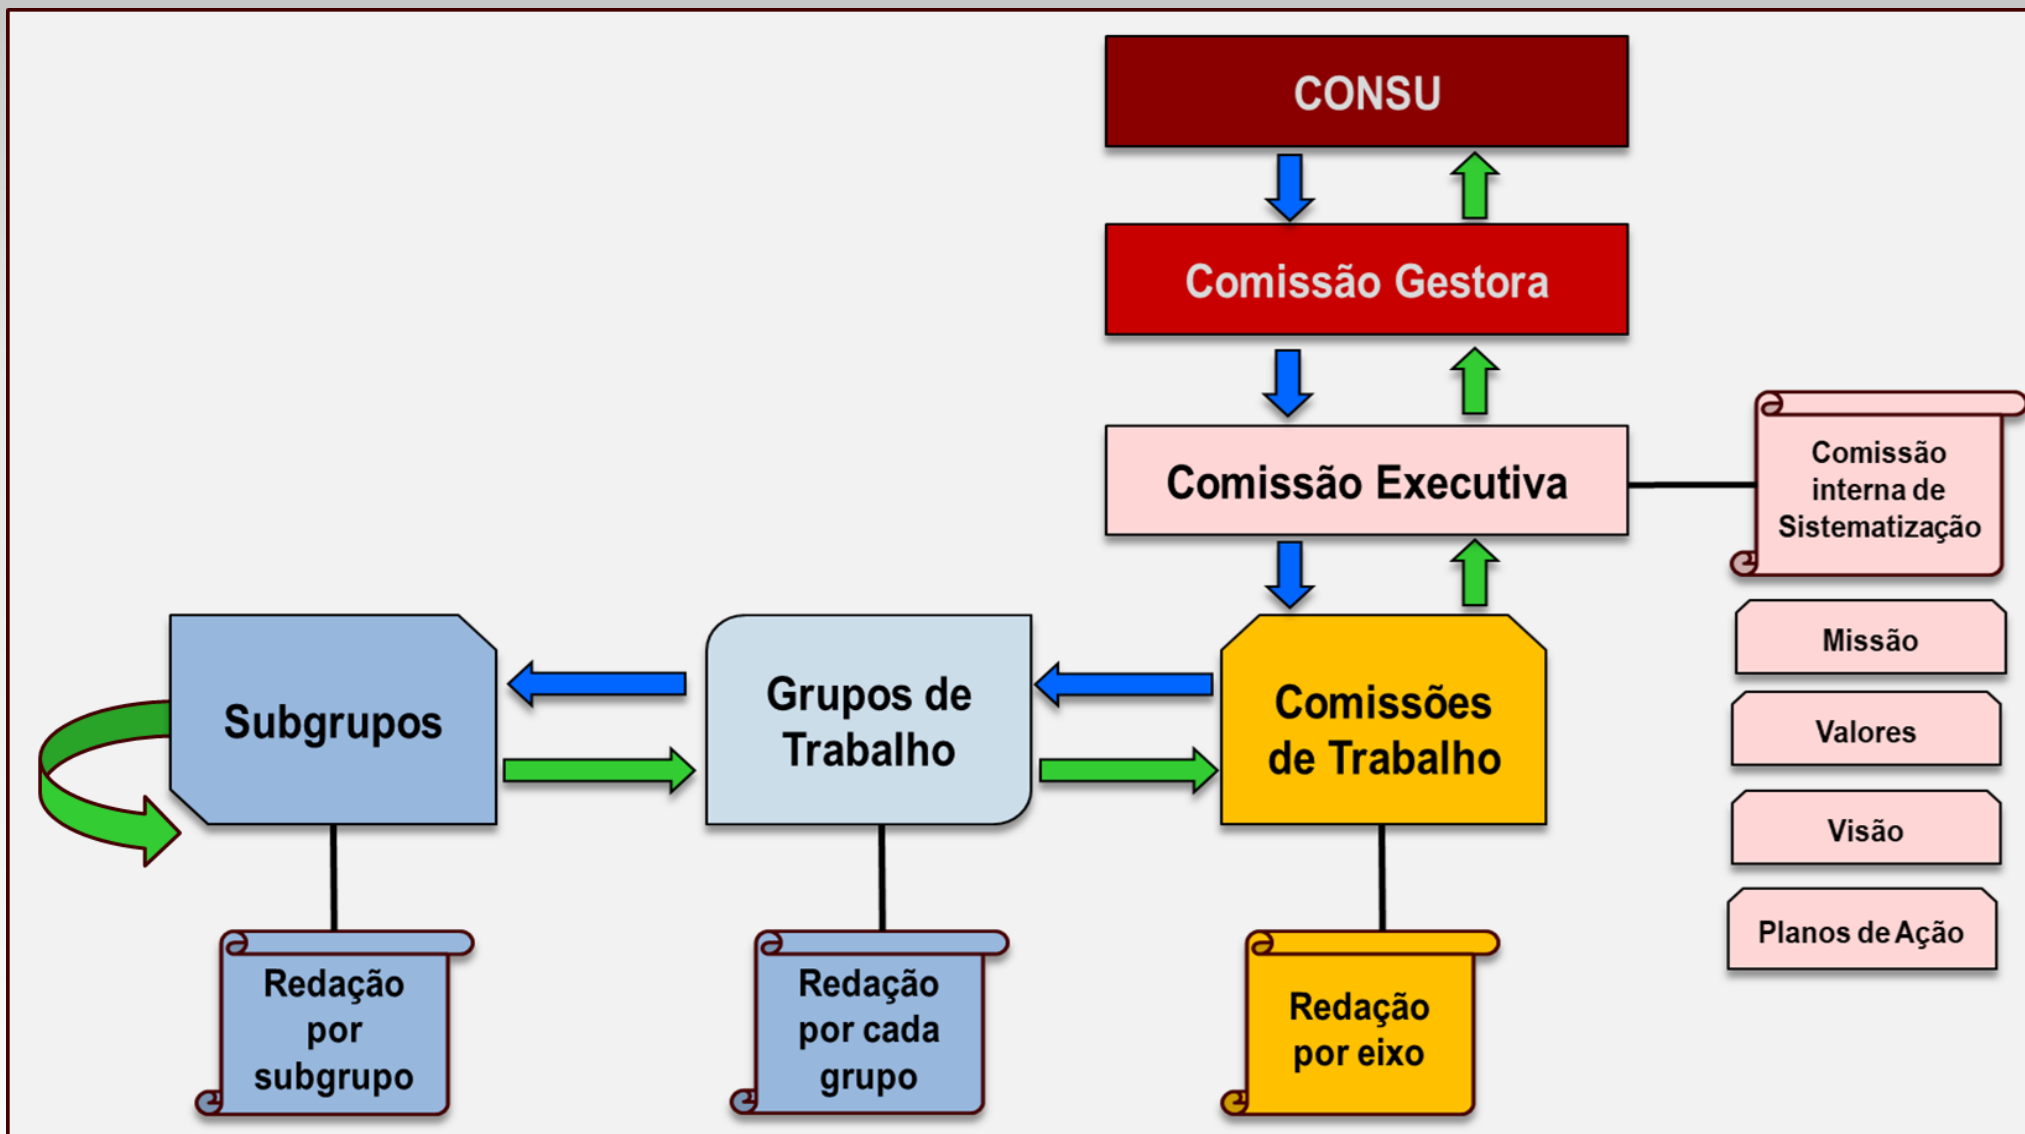 CONSU
Comissão Gestora
Comissão Executiva
Comissão
interna de
Sistematização
Missão
Valores
Visão
Planos de Ação
Subgrupos
Grupos de
Trabalho
Comissões
de Trabalho
Redação
por
subgrupo
Redação
por cada
grupo
Redação
por eixo